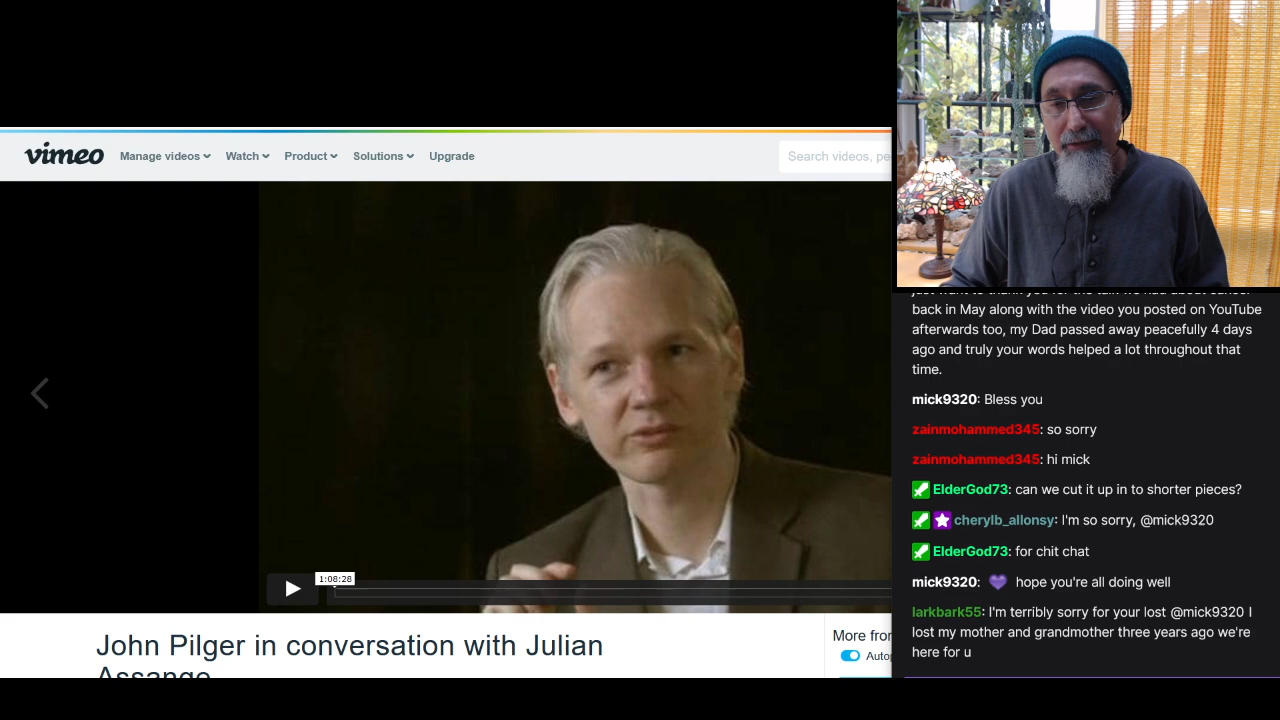 vimeo Manage videos Watch Product Solutions Upgrade Search videos, pe
1:08:28
John Pilger in conversation with Julian
Assange
More from
Autop
back in May along with the video you posted on YouTube
afterwards too, my Dad passed away peacefully 4 days
ago and truly your words helped a lot throughout that
time.
mick9320: Bless you
zainmohammed345: so sorry
zainmohammed345: hi mick
ElderGod73: can we cut it up in to shorter pieces?
cherylb_allonsy: I'm so sorry, @mick9320
ElderGod73: for chit chat
mick9320: 💜 hope you're all doing well
larkbark55: I'm terribly sorry for your lost @mick9320 I
lost my mother and grandmother three years ago we're
here for u